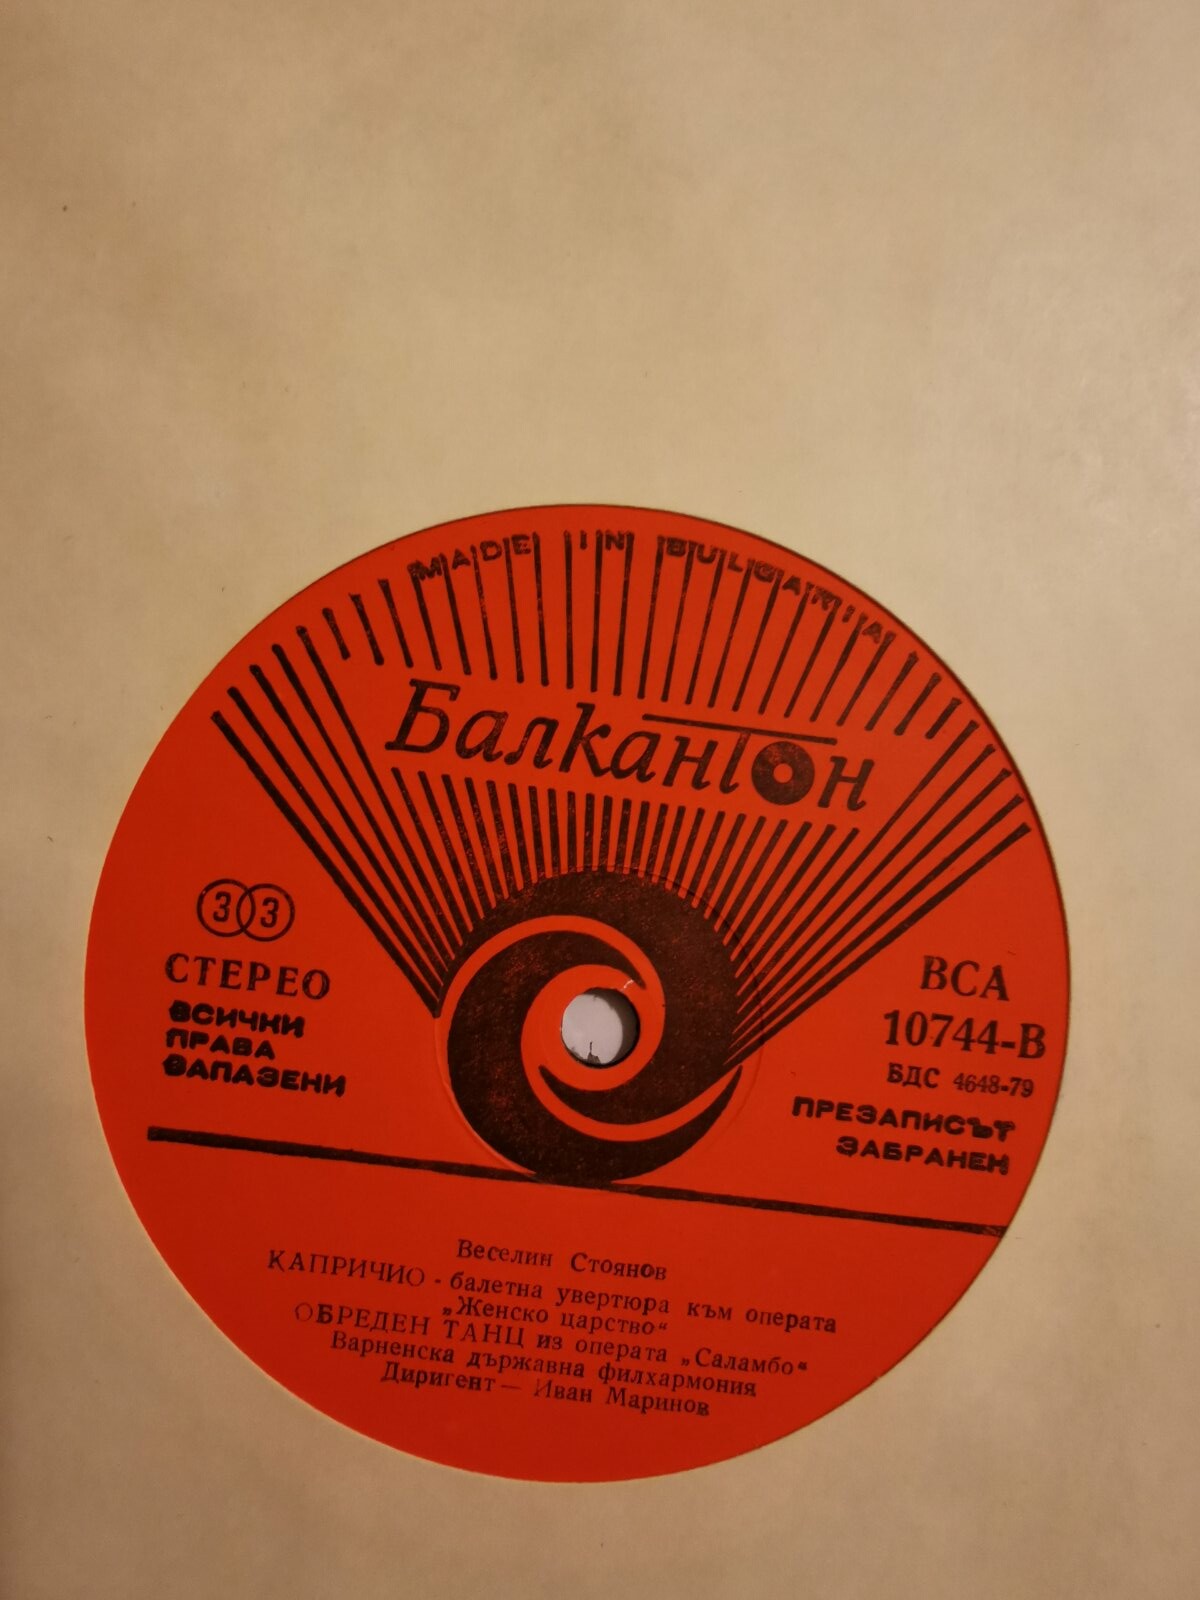 MADE IN BULGARIA
Балкантон
33
СТЕРЕО
ВСИЧКИ
ПРАВА
ЗАПАЗЕНИ
ВСА
10744-В
БДС 4648-79
ПРЕЗАПИСЪТ
ЗАБРАНЕН
Веселин Стоянов
КАПРИЧИО - балетна увертюра към операта
„Женско царство“
ОБРЕДЕН ТАНЦ из операта „Саламбо“
Варненска държавна филхармония
Диригент — Иван Маринов